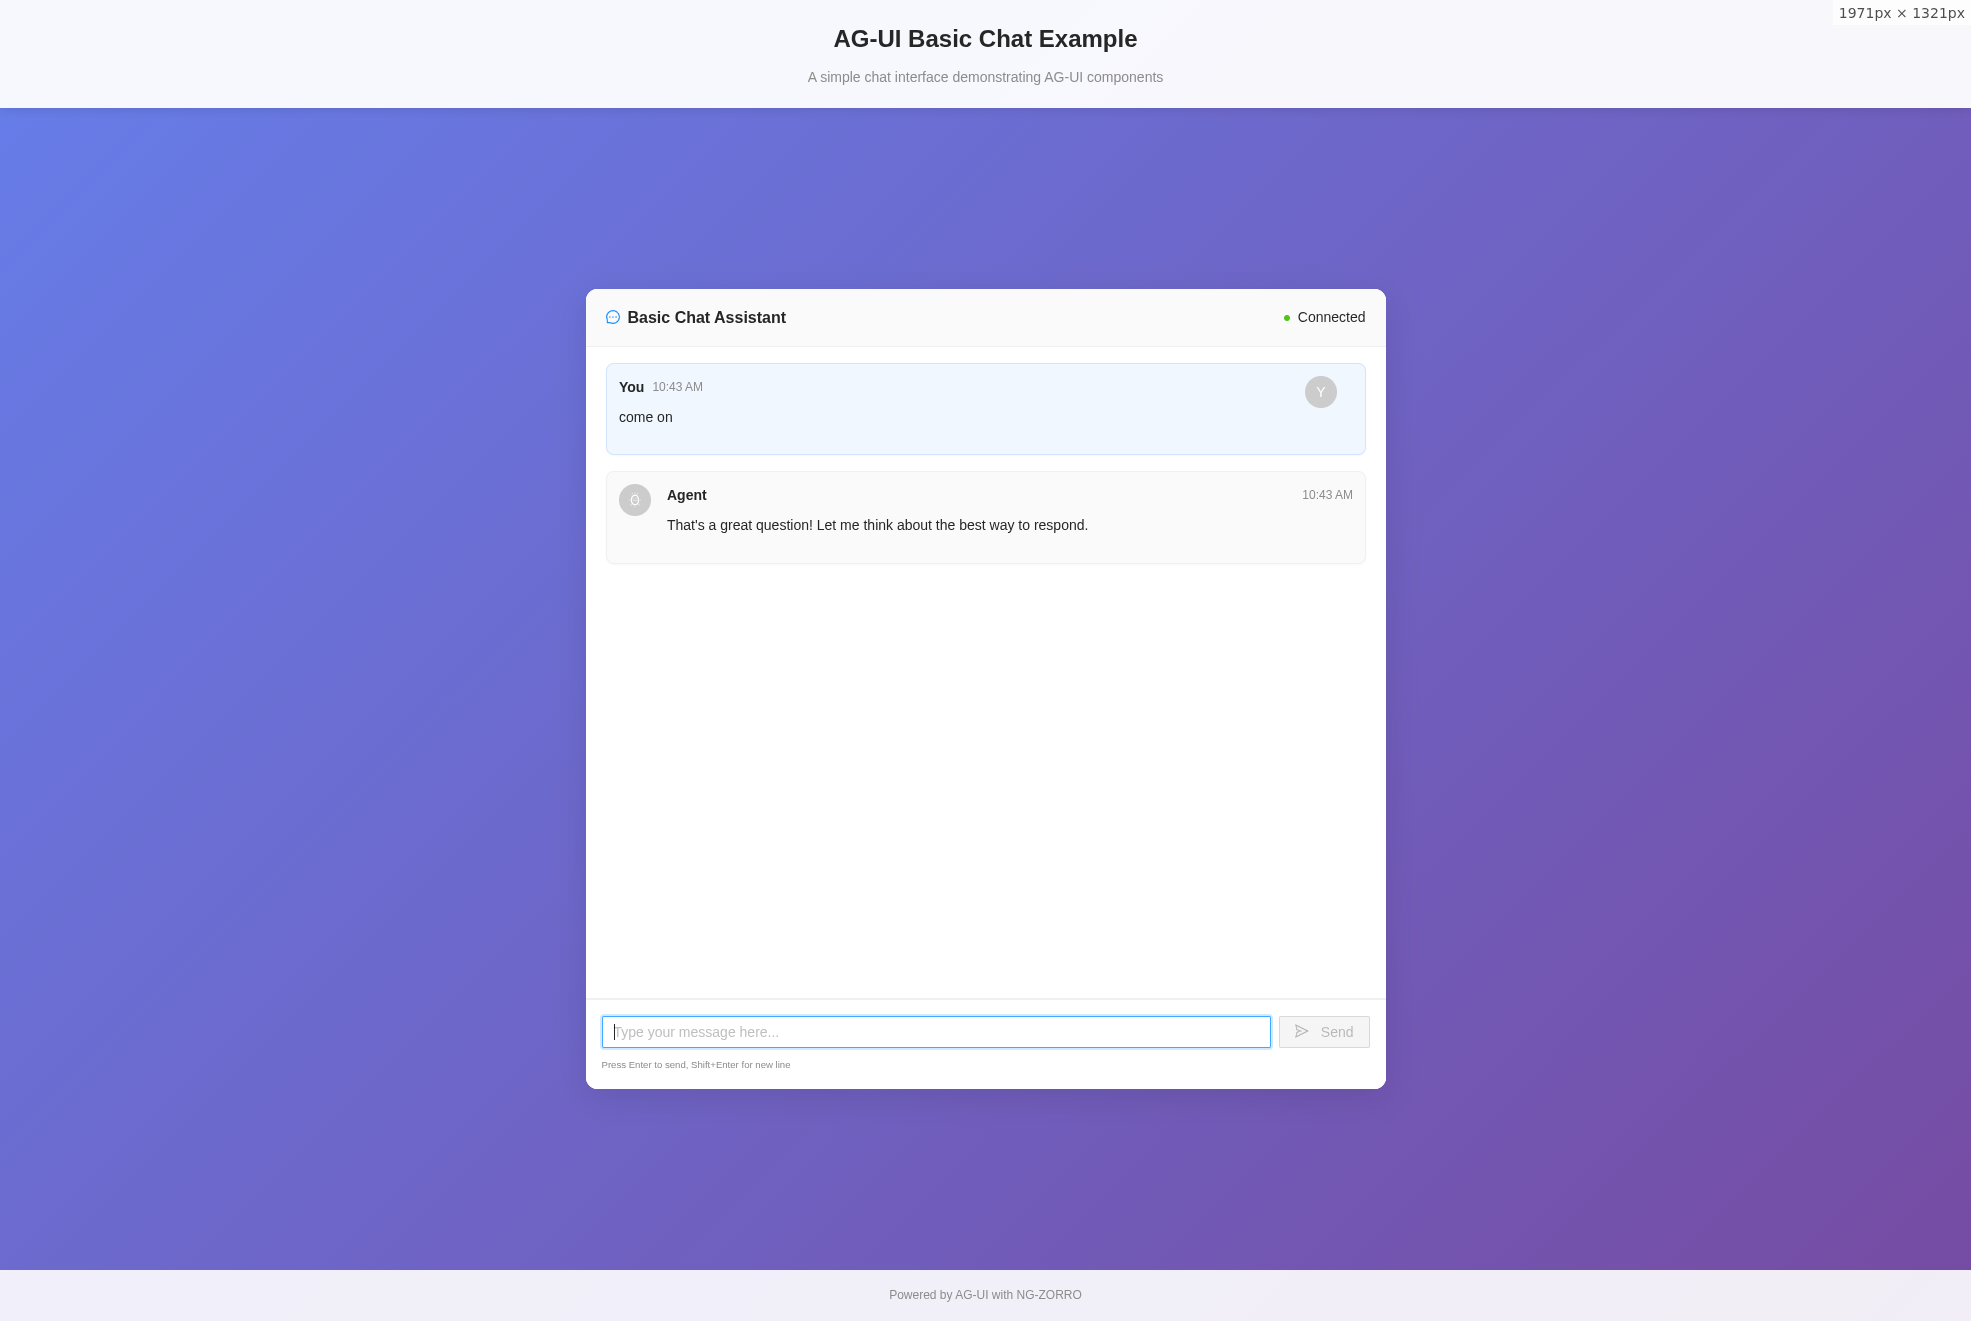 1971px × 1321px
AG-UI Basic Chat Example
A simple chat interface demonstrating AG-UI components
Basic Chat Assistant
Connected
You 10:43 AM
Y
come on
Agent
10:43 AM
That's a great question! Let me think about the best way to respond.
Type your message here...
Send
Press Enter to send, Shift+Enter for new line
Powered by AG-UI with NG-ZORRO